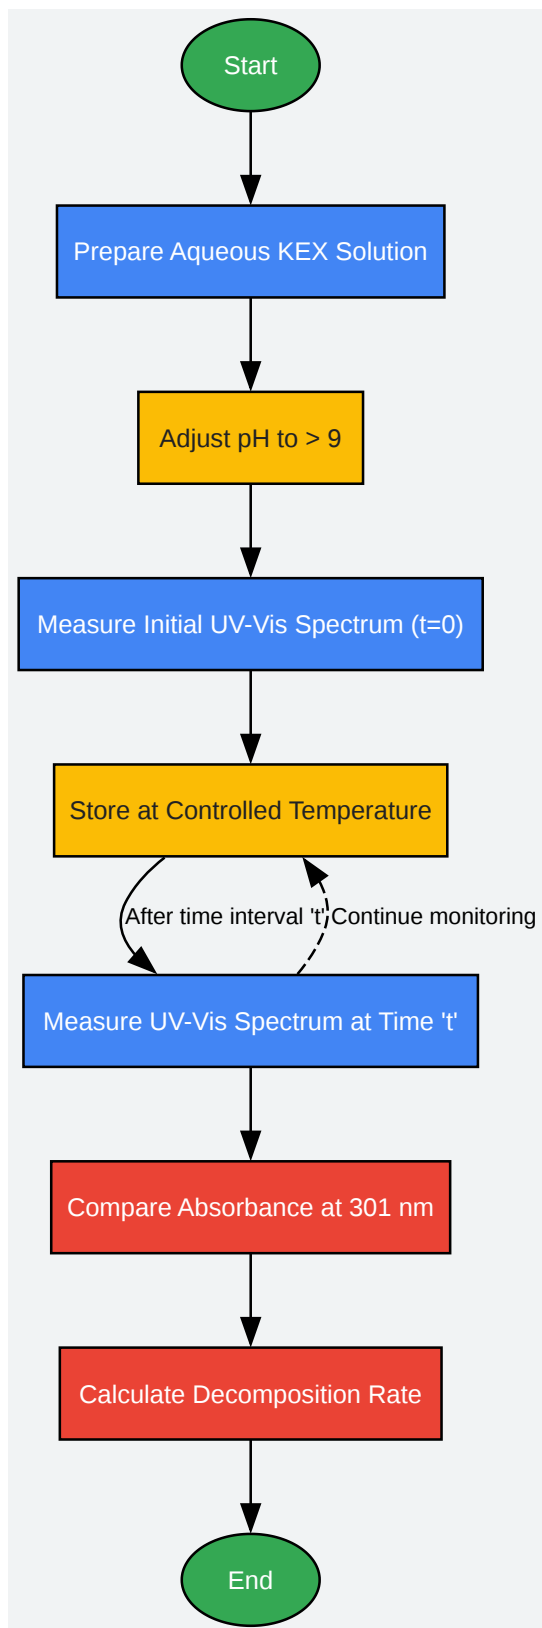 Start
Prepare Aqueous KEX Solution
Adjust pH to > 9
Measure Initial UV-Vis Spectrum (t=0)
Store at Controlled Temperature
After time interval 't'
Continue monitoring
Measure UV-Vis Spectrum at Time 't'
Compare Absorbance at 301 nm
Calculate Decomposition Rate
End